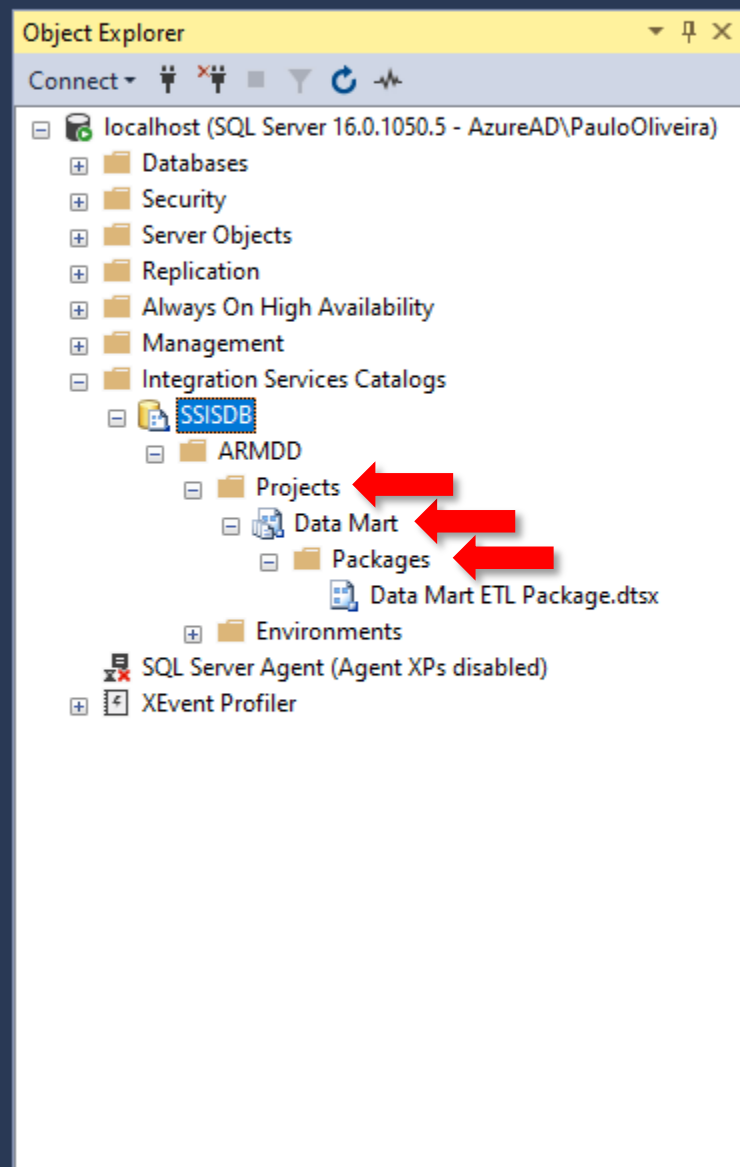 Object Explorer
Connect
localhost (SQL Server 16.0.1050.5 - AzureAD\PauloOliveira)
Databases
Security
Server Objects
Replication
Always On High Availability
Management
Integration Services Catalogs
SSISDB
ARMDD
Projects
Data Mart
Packages
Data Mart ETL Package.dtsx
Environments
SQL Server Agent (Agent XPs disabled)
XEvent Profiler